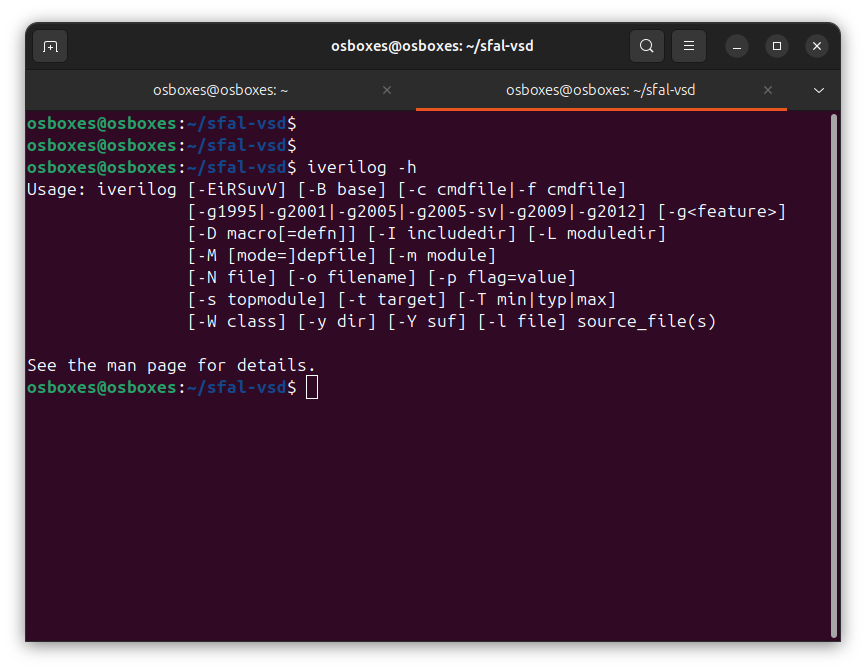 osboxes@osboxes: ~/sfal-vsd
osboxes@osboxes: ~
osboxes@osboxes: ~/sfal-vsd
osboxes@osboxes:~/sfal-vsd$
osboxes@osboxes:~/sfal-vsd$
osboxes@osboxes:~/sfal-vsd$ iverilog -h
Usage: iverilog [-EiRSuvV] [-B base] [-c cmdfile|-f cmdfile]
                [-g1995|-g2001|-g2005|-g2005-sv|-g2009|-g2012] [-g<feature>]
                [-D macro[=defn]] [-I includedir] [-L moduledir]
                [-M [mode=]depfile] [-m module]
                [-N file] [-o filename] [-p flag=value]
                [-s topmodule] [-t target] [-T min|typ|max]
                [-W class] [-y dir] [-Y suf] [-l file] source_file(s)

See the man page for details.
osboxes@osboxes:~/sfal-vsd$